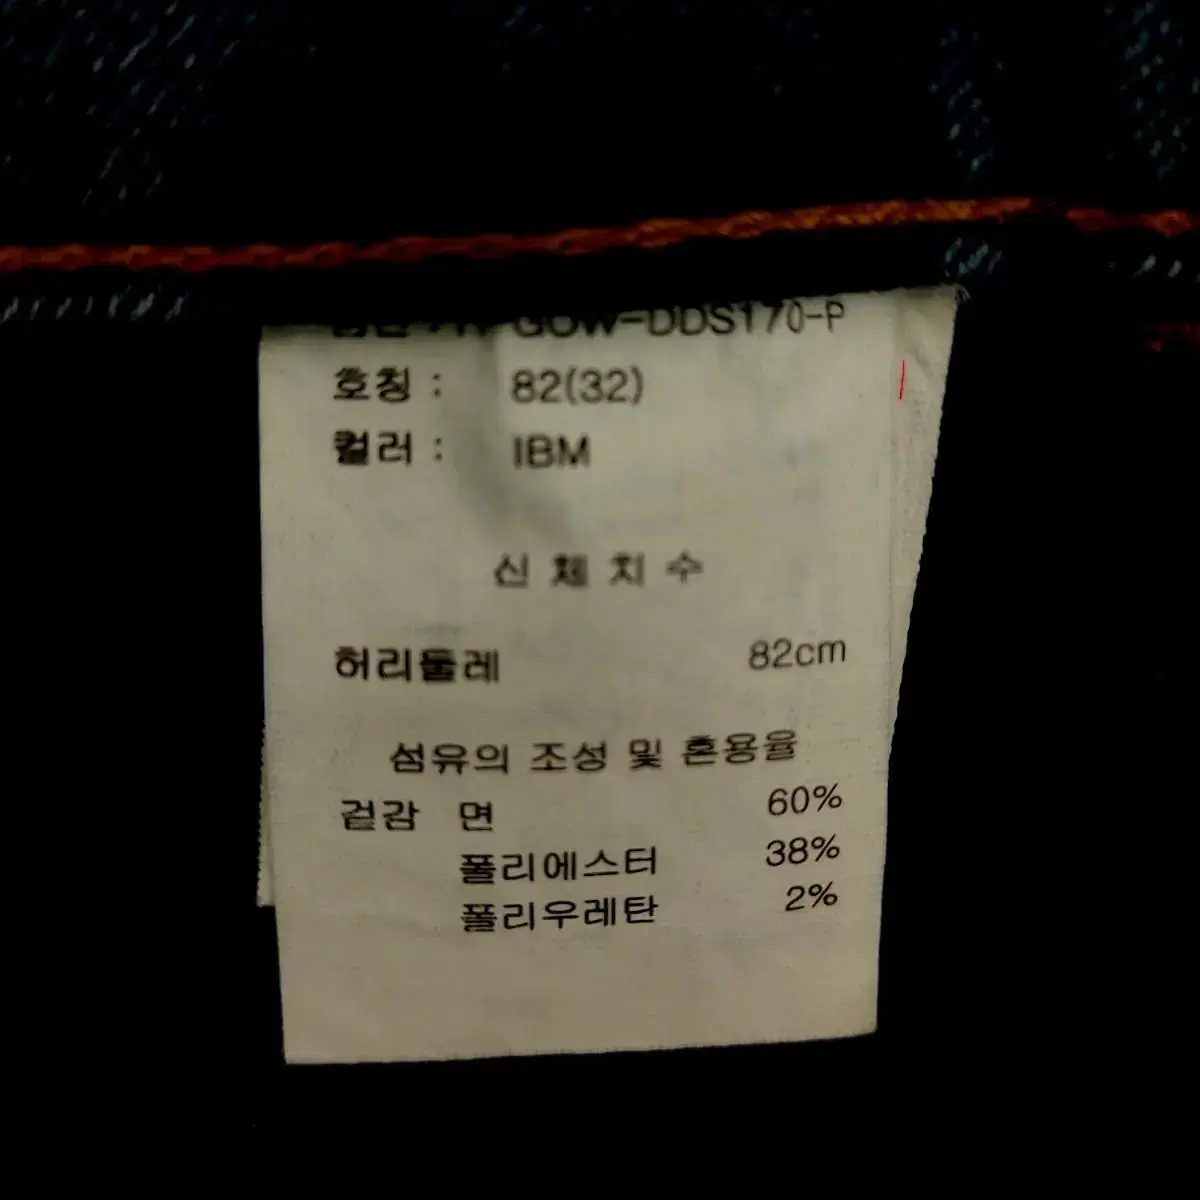 GOW-DDS170-P
호칭 : 82(32)
컬러 : IBM
신 체 치 수
허리둘레 82cm
섬유의 조성 및 혼용율
겉감 면 60%
폴리에스터 38%
폴리우레탄 2%